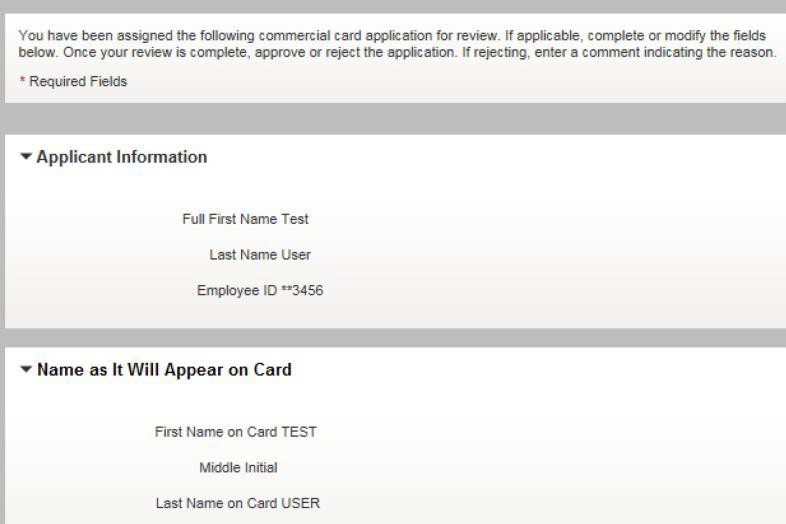 You have been assigned the following commercial card application for review. If applicable, complete or modify the fields
below. Once your review is complete, approve or reject the application. If rejecting, enter a comment indicating the reason.
* Required Fields
Applicant Information
Full First Name Test
Last Name User
Employee ID **3456
Name as It Will Appear on Card
First Name on Card TEST
Middle Initial
Last Name on Card USER